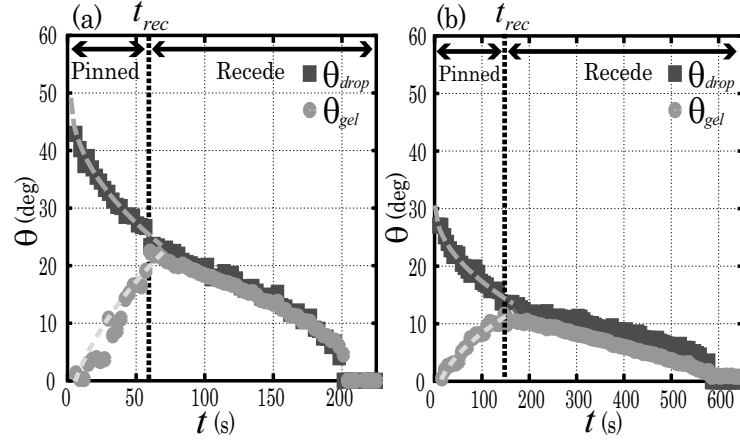 (a) t_rec
60
50
40
30
20
10
0
θ (deg)
Pinned Recede
θ_drop
θ_gel
0 50 100 150 200
t (s)
(b) t_rec
60
50
40
30
20
10
0
θ (deg)
Pinned Recede
θ_drop
θ_gel
0 100 200 300 400 500 600
t (s)